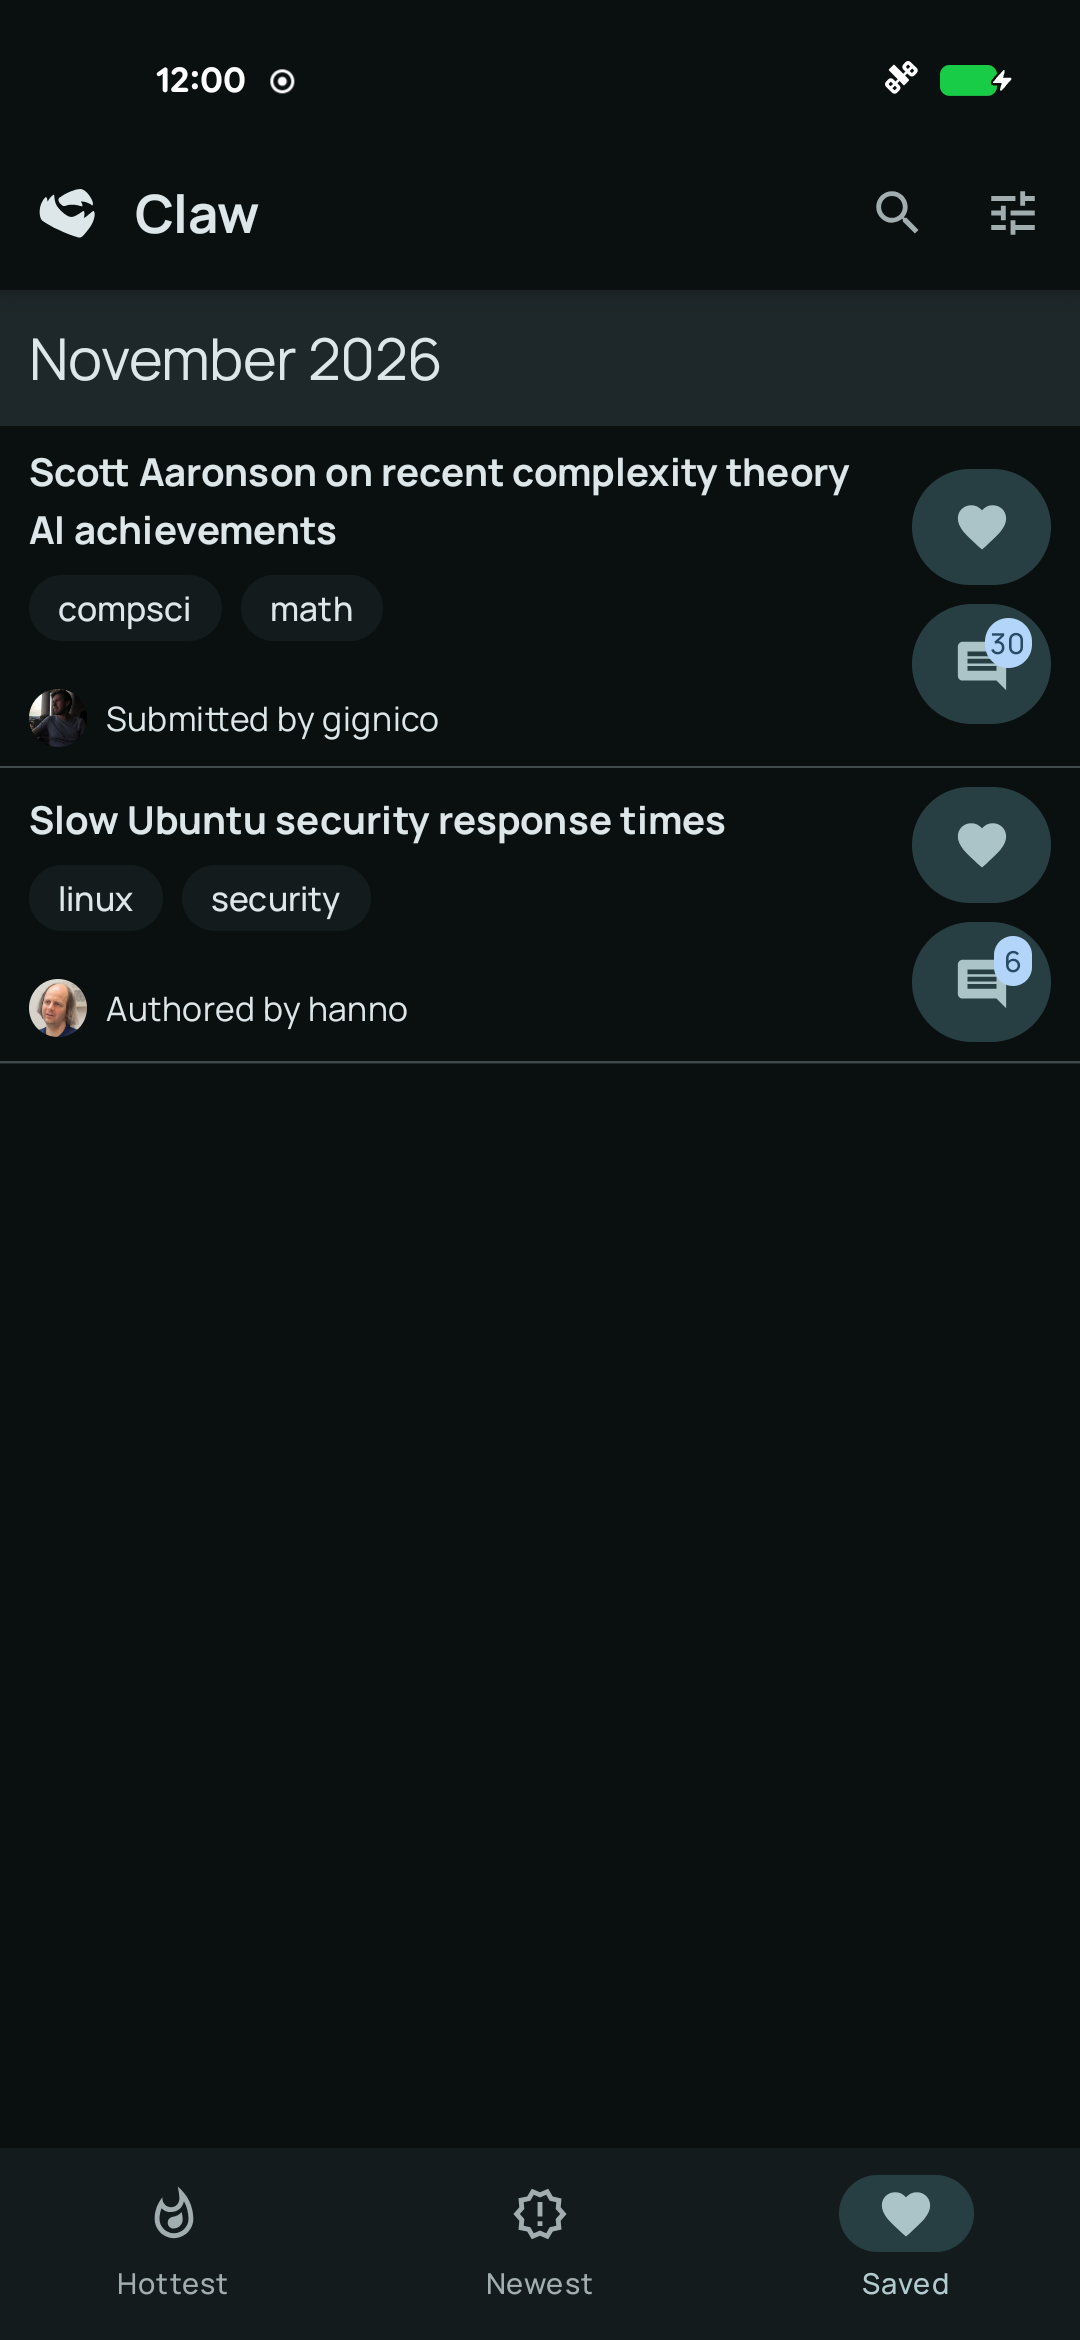 12:00
Claw
November 2026
Scott Aaronson on recent complexity theory
AI achievements
compsci
math
30
Submitted by gignico
Slow Ubuntu security response times
linux
security
6
Authored by hanno
Hottest
Newest
Saved